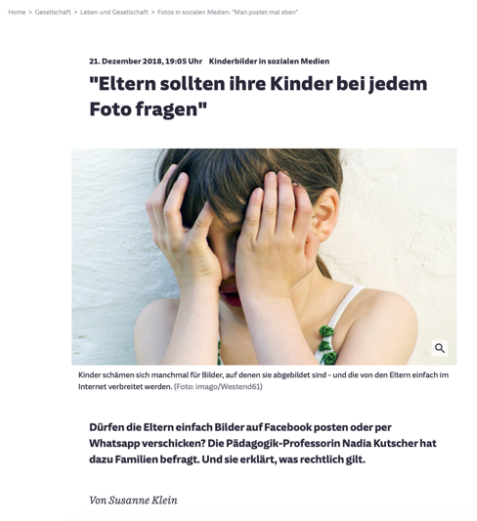 Home > Gesellschaft > Leben und Gesellschaft > Fotos in sozialen Medien: "Man postet mal eben"
21. Dezember 2018, 19:05 Uhr Kinderbilder in sozialen Medien
"Eltern sollten ihre Kinder bei jedem
Foto fragen"
Kinder schämen sich manchmal für Bilder, auf denen sie abgebildet sind - und die von den Eltern einfach im
Internet verbreitet werden. (Foto: imago/Westend61)
Dürfen die Eltern einfach Bilder auf Facebook posten oder per
Whatsapp verschicken? Die Pädagogik-Professorin Nadia Kutscher hat
dazu Familien befragt. Und sie erklärt, was rechtlich gilt.
Von Susanne Klein